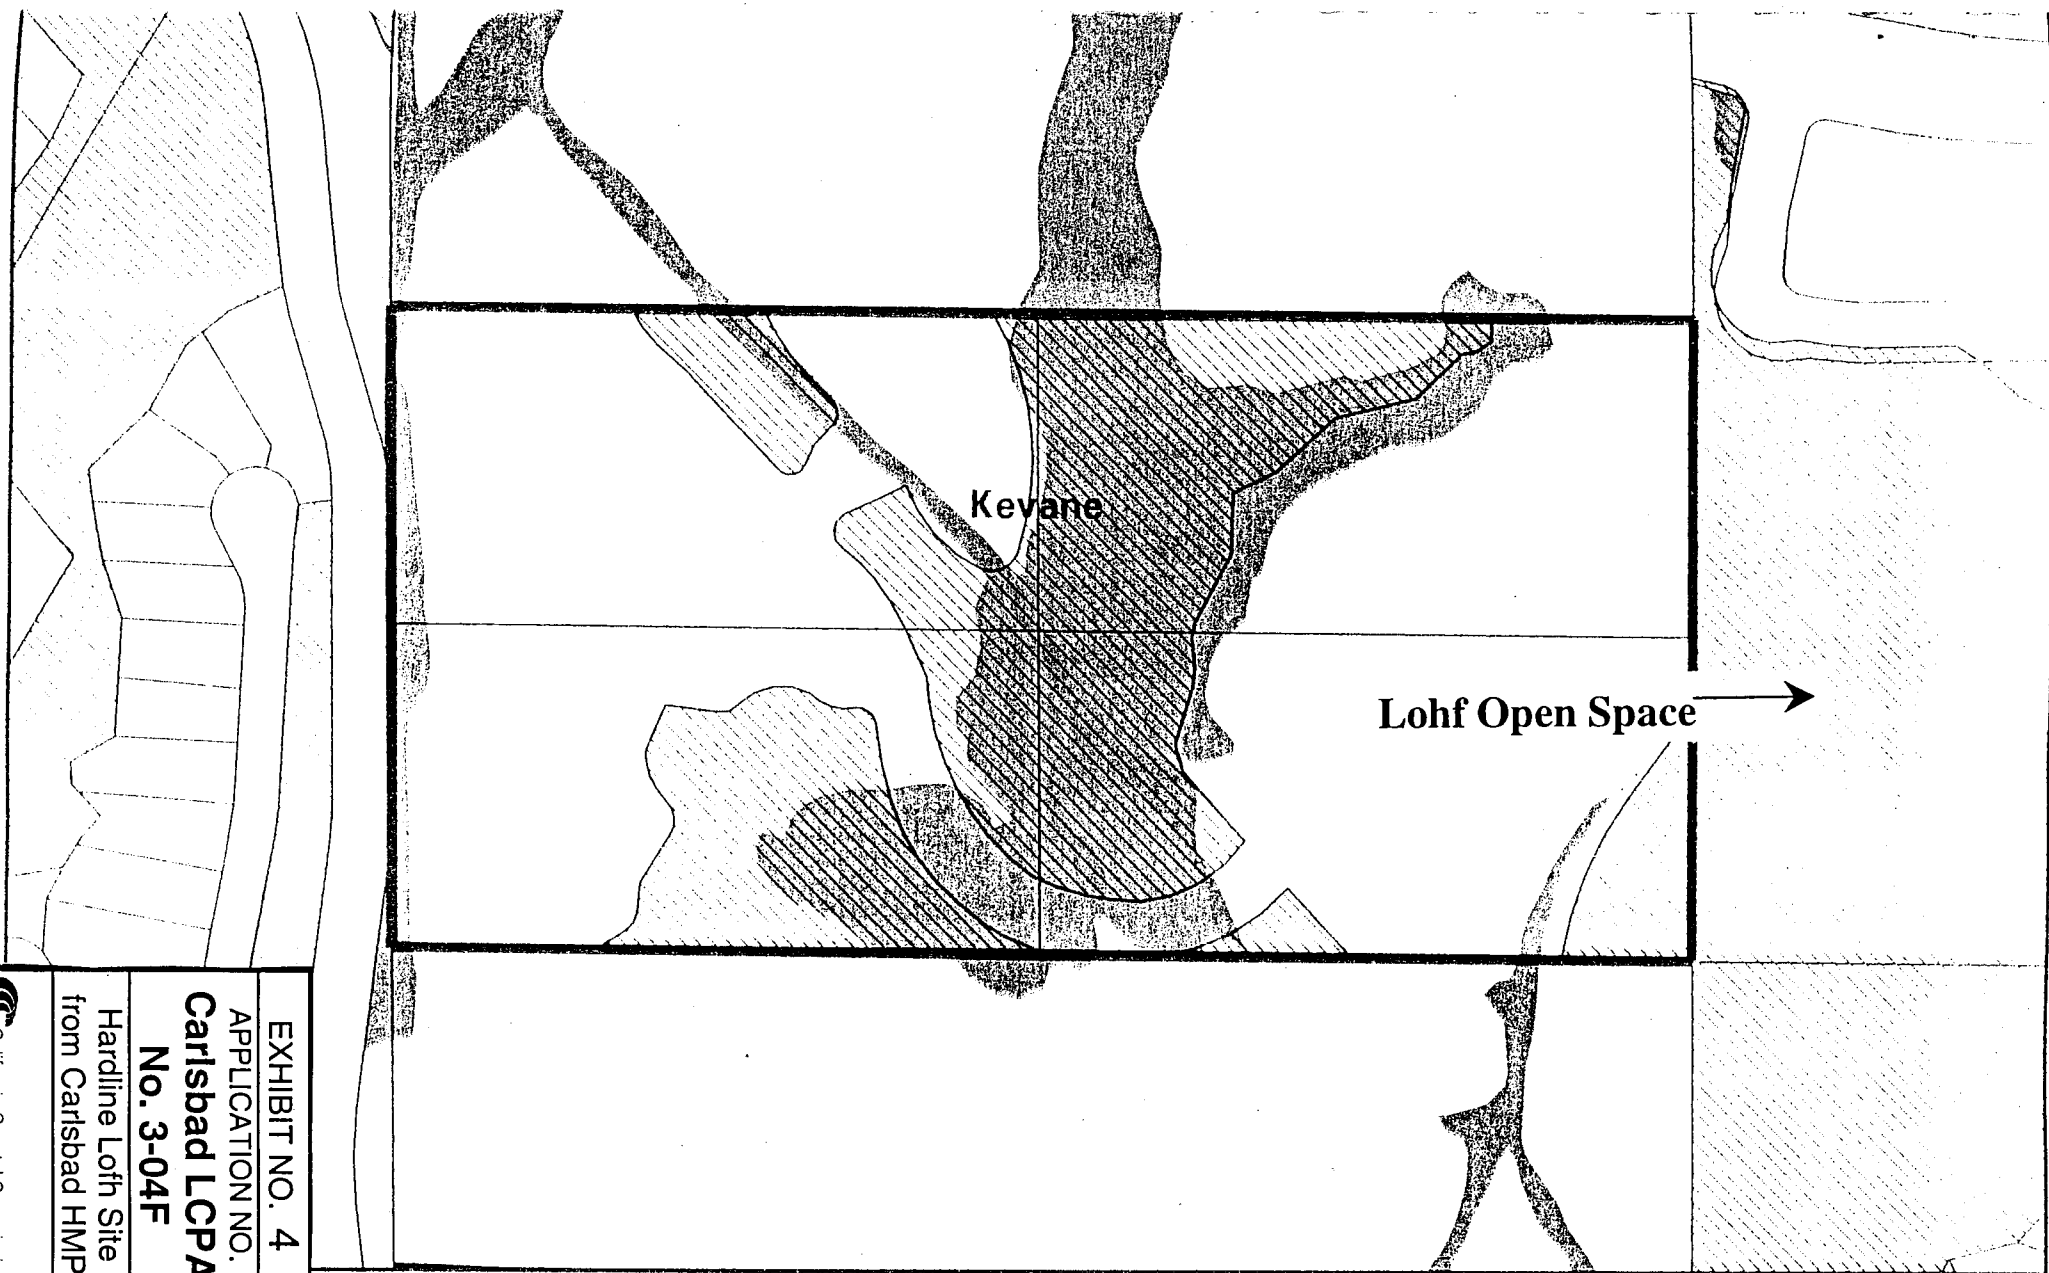 Kevane
Lohf Open Space
EXHIBIT NO. 4
APPLICATION NO.
Carlsbad LCPA
No. 3-04F
Hardline Lofh Site
from Carlsbad HMP